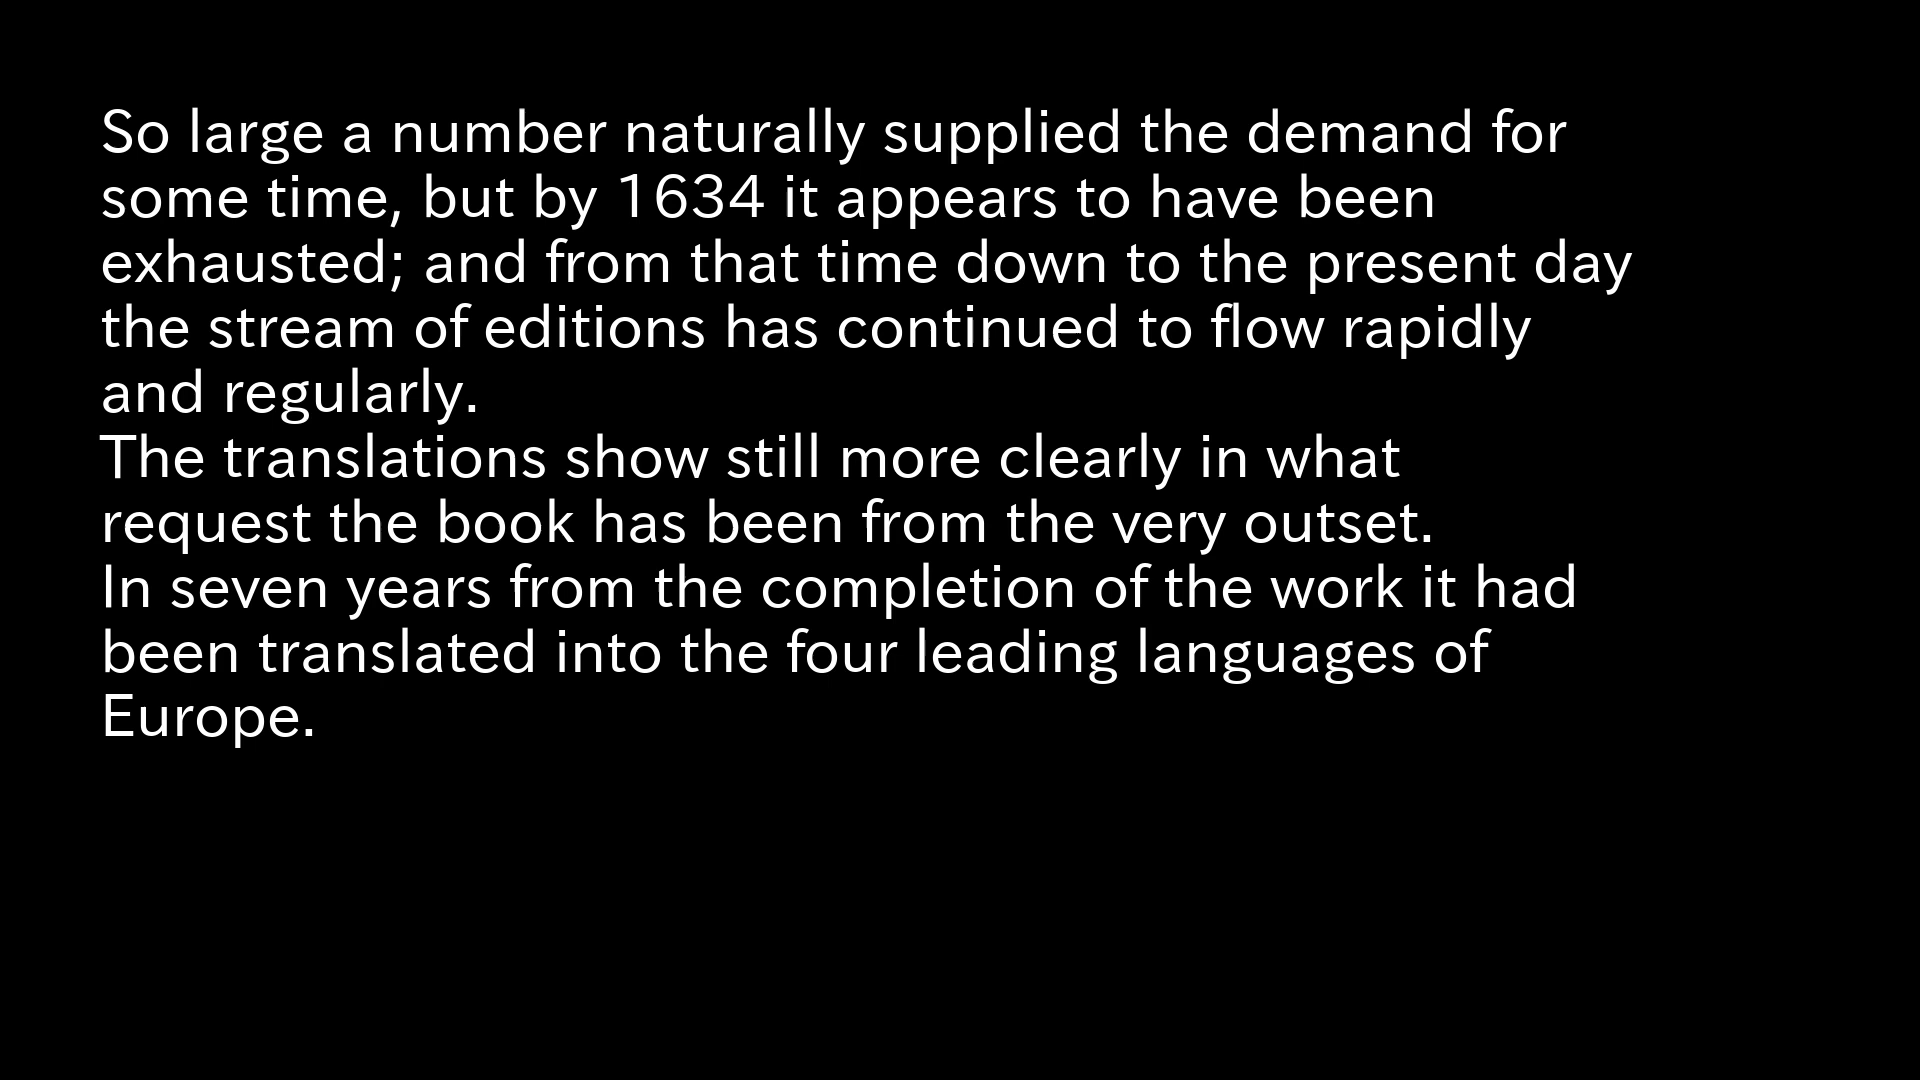 So large a number naturally supplied the demand for
some time, but by 1634 it appears to have been
exhausted; and from that time down to the present day
the stream of editions has continued to flow rapidly
and regularly.
The translations show still more clearly in what
request the book has been from the very outset.
In seven years from the completion of the work it had
been translated into the four leading languages of
Europe.